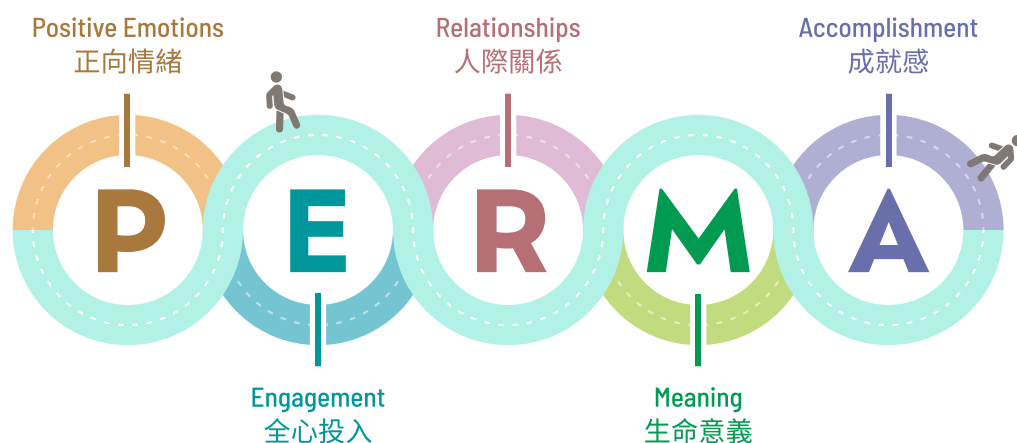 Positive Emotions
正向情緒
Relationships
人際關係
Accomplishment
成就感
P E R M A
Engagement
全心投入
Meaning
生命意義